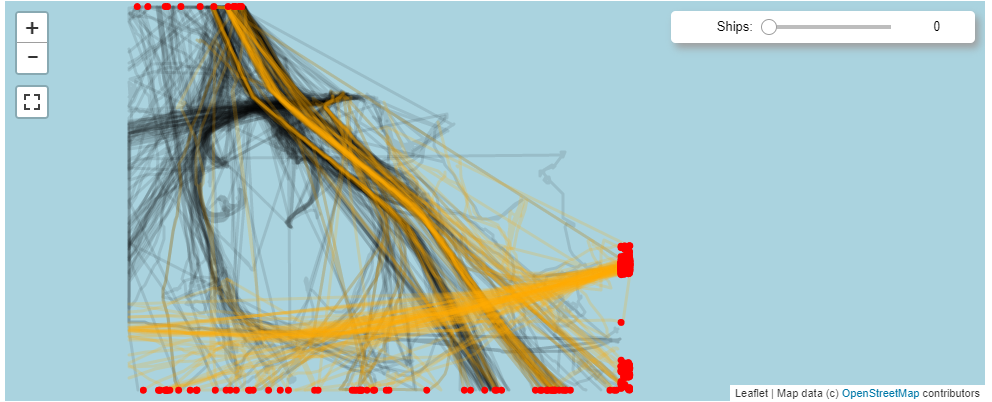 +
Ships: 0
−
Leaflet | Map data (c) OpenStreetMap contributors